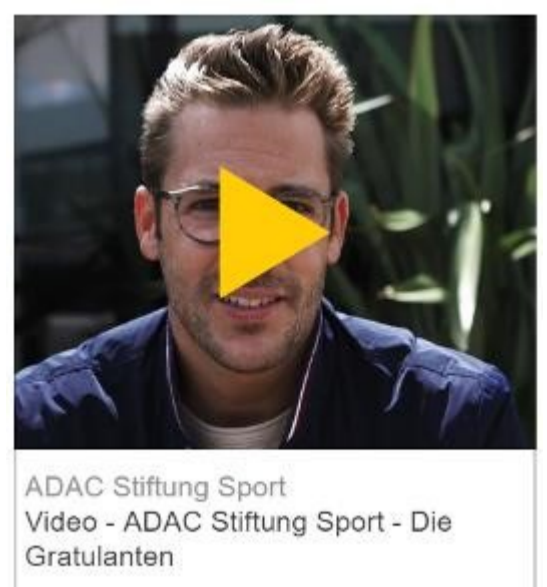 ADAC Stiftung Sport
Video - ADAC Stiftung Sport - Die
Gratulanten